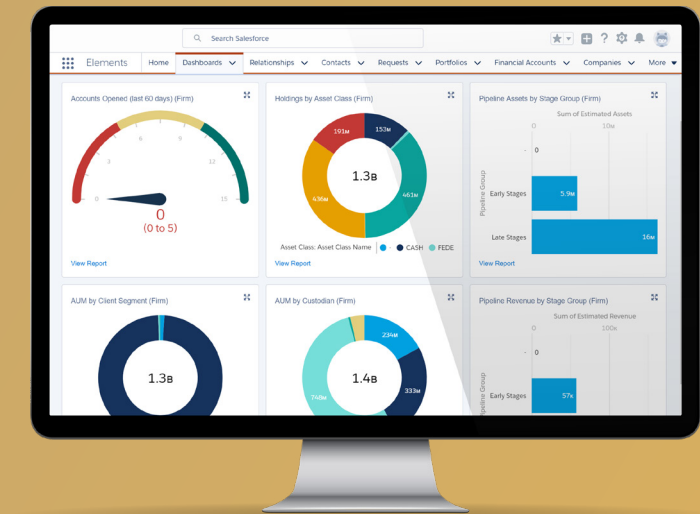 Search Salesforce
Elements Home Dashboards Relationships Contacts Requests Portfolios Financial Accounts Companies More
Accounts Opened (last 60 days) (Firm)
0
3
6
9
12
15
0
(0 to 5)
View Report
Holdings by Asset Class (Firm)
191M
153M
436M
461M
1.3B
Asset Class: Asset Class Name - CASH FEDE
View Report
Pipeline Assets by Stage Group (Firm)
Sum of Estimated Assets
0 10M
Pipeline Group
- 0
Early Stages 5.9M
Late Stages 16M
View Report
AUM by Client Segment (Firm)
1.3B
AUM by Custodian (Firm)
234M
333M
748M
1.4B
Pipeline Revenue by Stage Group (Firm)
Sum of Estimated Revenue
0 100K
Pipeline Group
- 0
Early Stages 57K